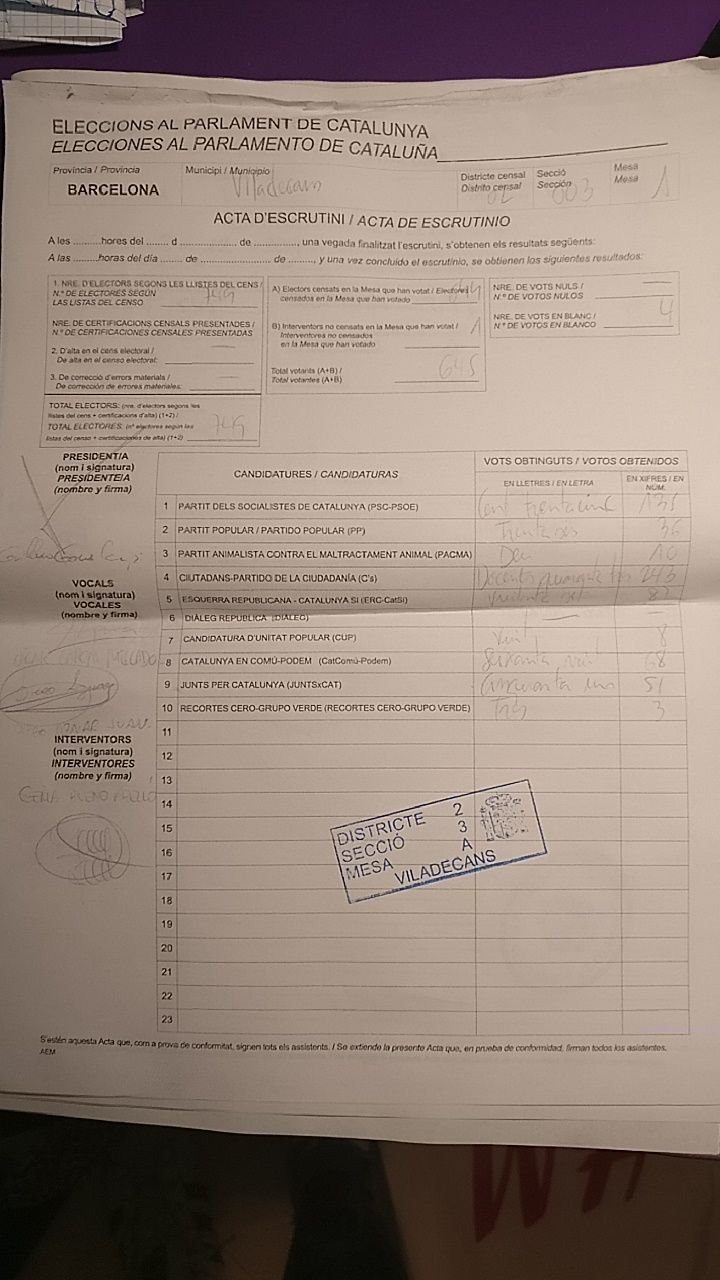 ELECCIONS AL PARLAMENT DE CATALUNYA
ELECCIONES AL PARLAMENTO DE CATALUÑA
Província / Provincia
BARCELONA
Municipi / Municipio
Viladecans
Districte censal
Distrito censal
02
Secció
Sección
003
Mesa
Mesa
ACTA D'ESCRUTINI / ACTA DE ESCRUTINIO
A les ..........hores del ........ d ......................... de .............., una vegada finalitzat l'escrutini, s'obtenen els resultats següents:
A las ..........horas del día ....... de ......................... de .........., y una vez concluido el escrutinio, se obtienen los siguientes resultados:
1. NRE. D'ELECTORS SEGONS LES LLISTES DEL CENS /
N.º DE ELECTORES SEGÚN
LAS LISTAS DEL CENSO
NRE. DE CERTIFICACIONS CENSALS PRESENTADES /
N.º DE CERTIFICACIONES CENSALES PRESENTADAS
2. D'alta en el cens electoral /
De alta en el censo electoral:
3. De correcció d'errors materials /
De corrección de errores materiales:
TOTAL ELECTORS: (nre. d'electors segons les
llistes del cens + certificacions d'alta) (1+2) /
TOTAL ELECTORES: (nº electores según las
listas del censo + certificaciones de alta) (1+2)
A) Electors censats en la Mesa que han votat / Electores
censados en la Mesa que han votado
B) Interventors no censats en la Mesa que han votat /
Interventores no censados
en la Mesa que han votado
1
Total votants (A+B) /
Total votantes (A+B)
645
NRE. DE VOTS NULS /
N.º DE VOTOS NULOS
NRE. DE VOTS EN BLANC /
N.º DE VOTOS EN BLANCO
4
PRESIDENT/A
(nom i signatura)
PRESIDENTE/A
(nombre y firma)
VOCALS
(nom i signatura)
VOCALES
(nombre y firma)
INTERVENTORS
(nom i signatura)
INTERVENTORES
(nombre y firma)
CANDIDATURES / CANDIDATURAS
VOTS OBTINGUTS / VOTOS OBTENIDOS
EN LLETRES / EN LETRA
EN XIFRES / EN NÚM.
1 PARTIT DELS SOCIALISTES DE CATALUNYA (PSC-PSOE) Cent trenta cinc 135
2 PARTIT POPULAR / PARTIDO POPULAR (PP) Trenta sis 36
3 PARTIT ANIMALISTA CONTRA EL MALTRACTAMENT ANIMAL (PACMA) Deu 10
4 CIUTADANS-PARTIDO DE LA CIUDADANÍA (C's) 243
5 ESQUERRA REPUBLICANA - CATALUNYA SÍ (ERC-CatSí) 87
6 DIÀLEG REPUBLICÀ (DIÀLEG) — —
7 CANDIDATURA D'UNITAT POPULAR (CUP) Vuit 8
8 CATALUNYA EN COMÚ-PODEM (CatComú-Podem) Seixanta vuit 68
9 JUNTS PER CATALUNYA (JUNTSxCAT) Cinquanta un 51
10 RECORTES CERO-GRUPO VERDE (RECORTES CERO-GRUPO VERDE) Tres 3
11
12
13
14
15
16
17
18
19
20
21
22
23
DISTRICTE 2
SECCIÓ 3
MESA A
VILADECANS
S'estén aquesta Acta que, com a prova de conformitat, signen tots els assistents. / Se extiende la presente Acta que, en prueba de conformidad, firman todos los asistentes.
AEM